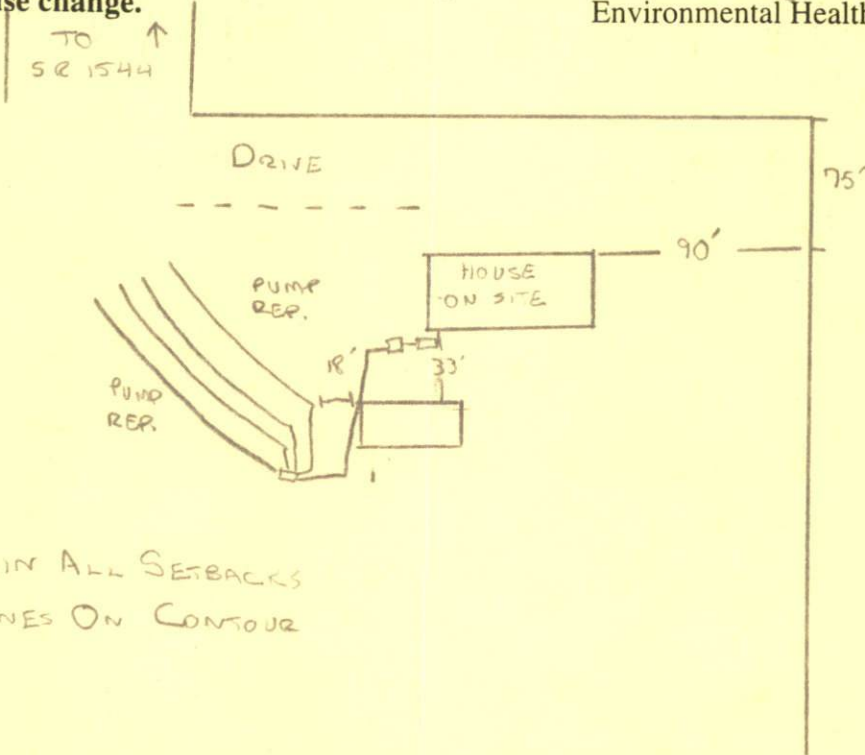 se change.
Environmental Health
TO ↑
SR 1544
DRIVE
75'
90'
HOUSE
ON SITE
PUMP
REP.
18'
33'
PUMP
REP.
IN ALL SETBACKS
NES ON CONTOUR